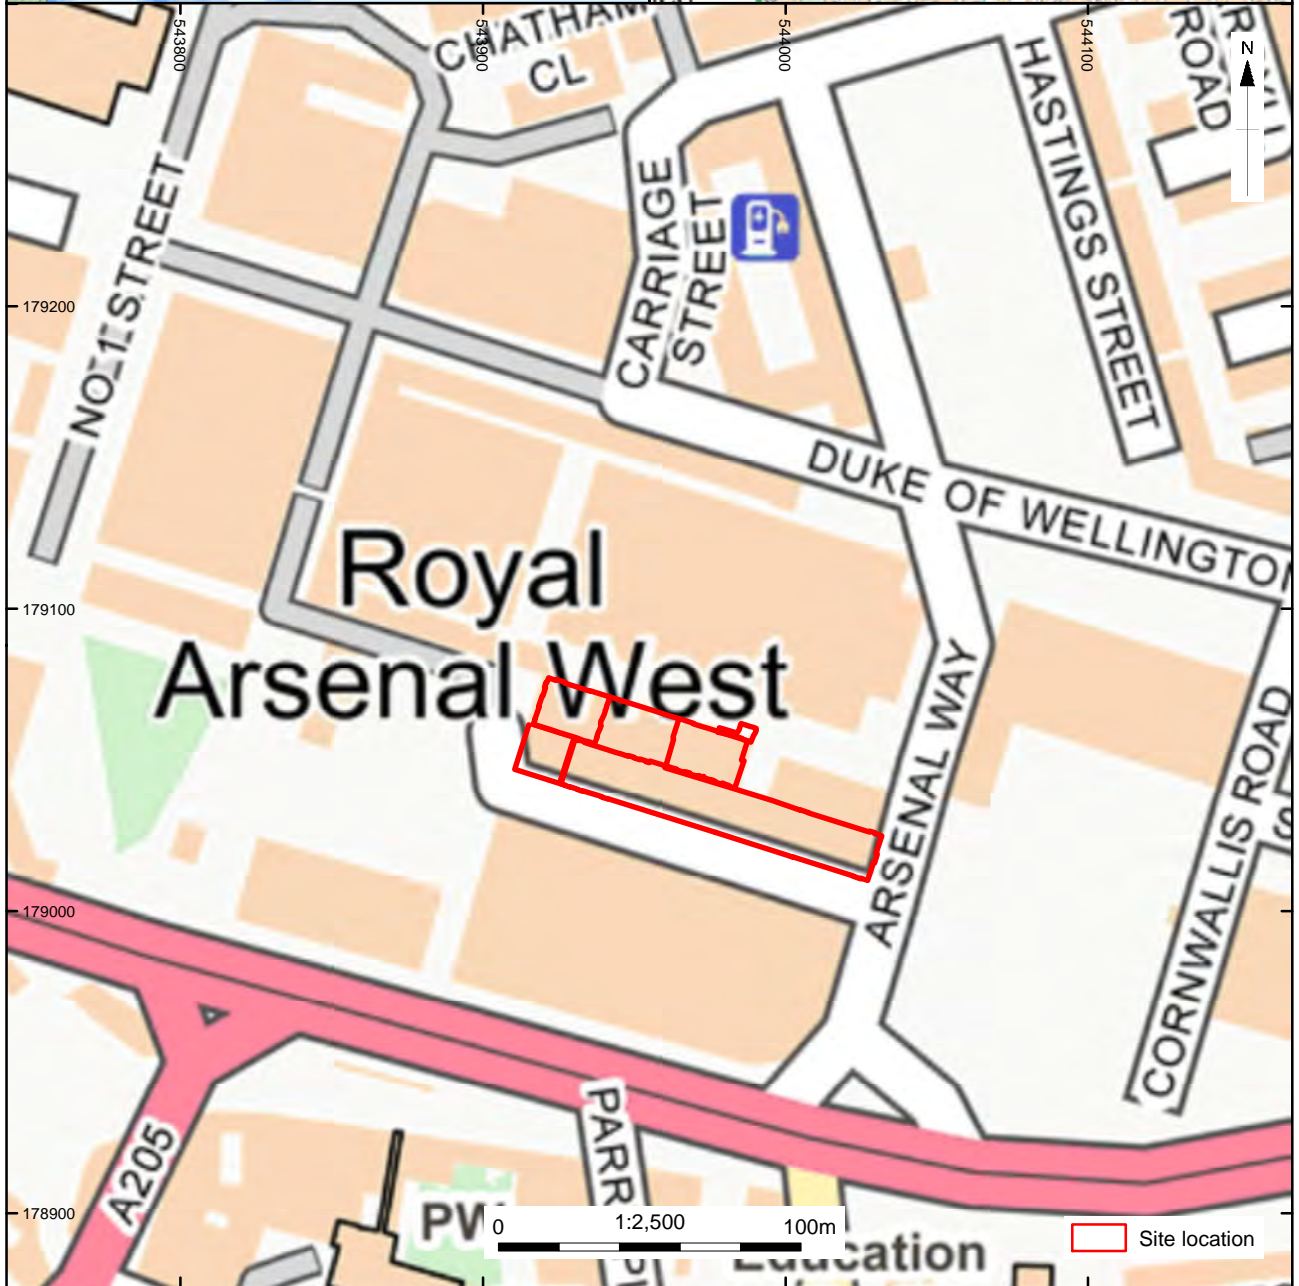 543800
543900
544000
544100
CHATHAM
CL
HASTINGS STREET
ROAD
N
NO.1 STREET
CARRIAGE
STREET
179200
DUKE OF WELLINGTON
Royal
Arsenal West
179100
ARSENAL WAY
CORNWALLIS ROAD
179000
A205
PARR
178900
PW
0
1:2,500
100m
Education
Site location